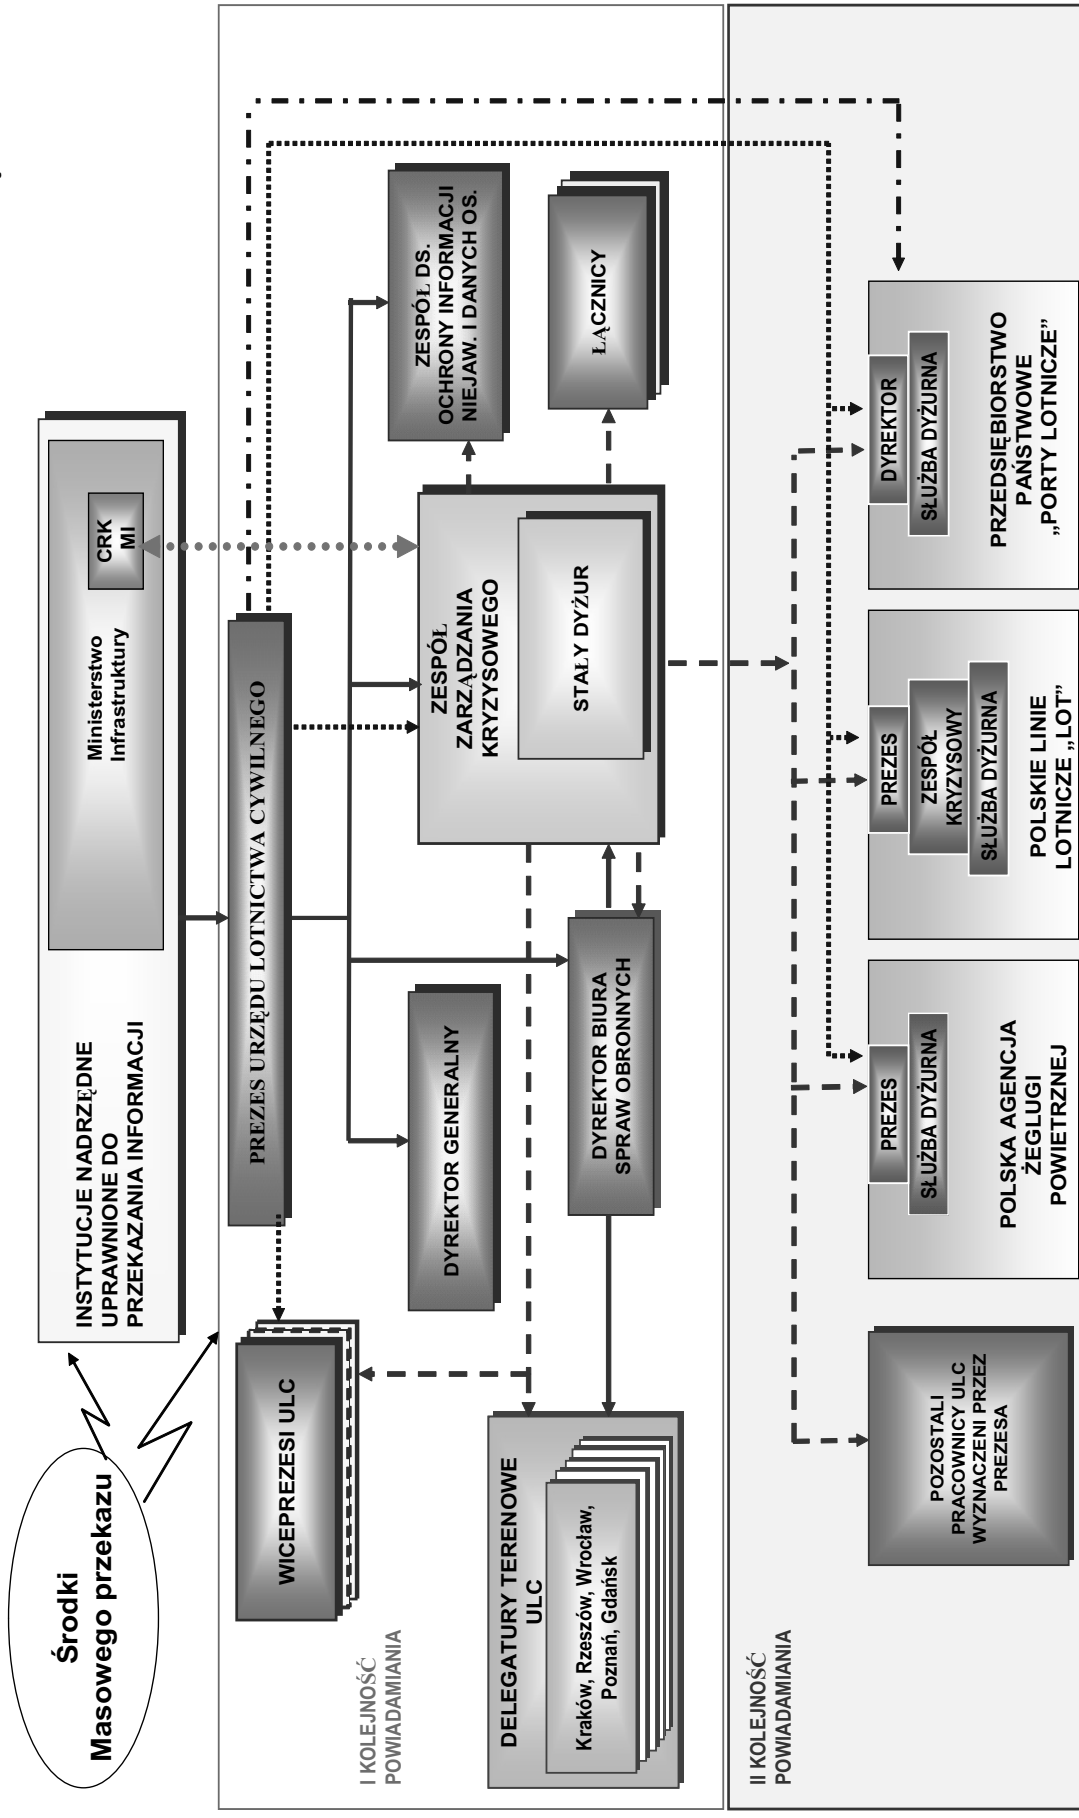 Środki
Masowego przekazu
INSTYTUCJE NADRZĘDNE
UPRAWNIONE DO
PRZEKAZANIA INFORMACJI
Ministerstwo
Infrastruktury
CRK
MI
PREZES URZĘDU LOTNICTWA CYWILNEGO
WICEPREZESI ULC
I KOLEJNOŚĆ
POWIADAMIANIA
DYREKTOR GENERALNY
ZESPÓŁ DS.
OCHRONY INFORMACJI
NIEJAW. I DANYCH OS.
ZESPÓŁ
ZARZĄDZANIA
KRYZYSOWEGO
STAŁY DYŻUR
ŁĄCZNICY
DELEGATURY TERENOWE
ULC
Kraków, Rzeszów, Wrocław,
Poznań, Gdańsk
DYREKTOR BIURA
SPRAW OBRONNYCH
II KOLEJNOŚĆ
POWIADAMIANIA
POZOSTALI
PRACOWNICY ULC
WYZNACZENI PRZEZ
PREZESA
PREZES
SŁUŻBA DYŻURNA
POLSKA AGENCJA
ŻEGLUGI
POWIETRZNEJ
PREZES
ZESPÓŁ
KRYZYSOWY
SŁUŻBA DYŻURNA
POLSKIE LINIE
LOTNICZE „LOT”
DYREKTOR
SŁUŻBA DYŻURNA
PRZEDSIĘBIORSTWO
PAŃSTWOWE
„PORTY LOTNICZE”